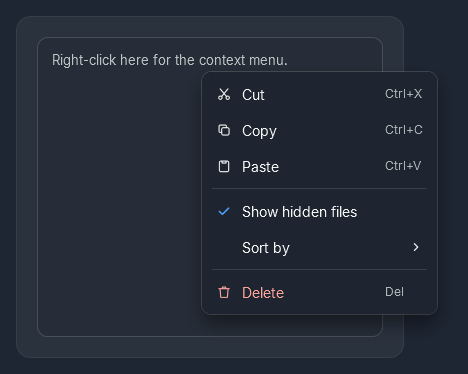 Right-click here for the context menu.
Cut Ctrl+X
Copy Ctrl+C
Paste Ctrl+V
Show hidden files
Sort by
Delete Del